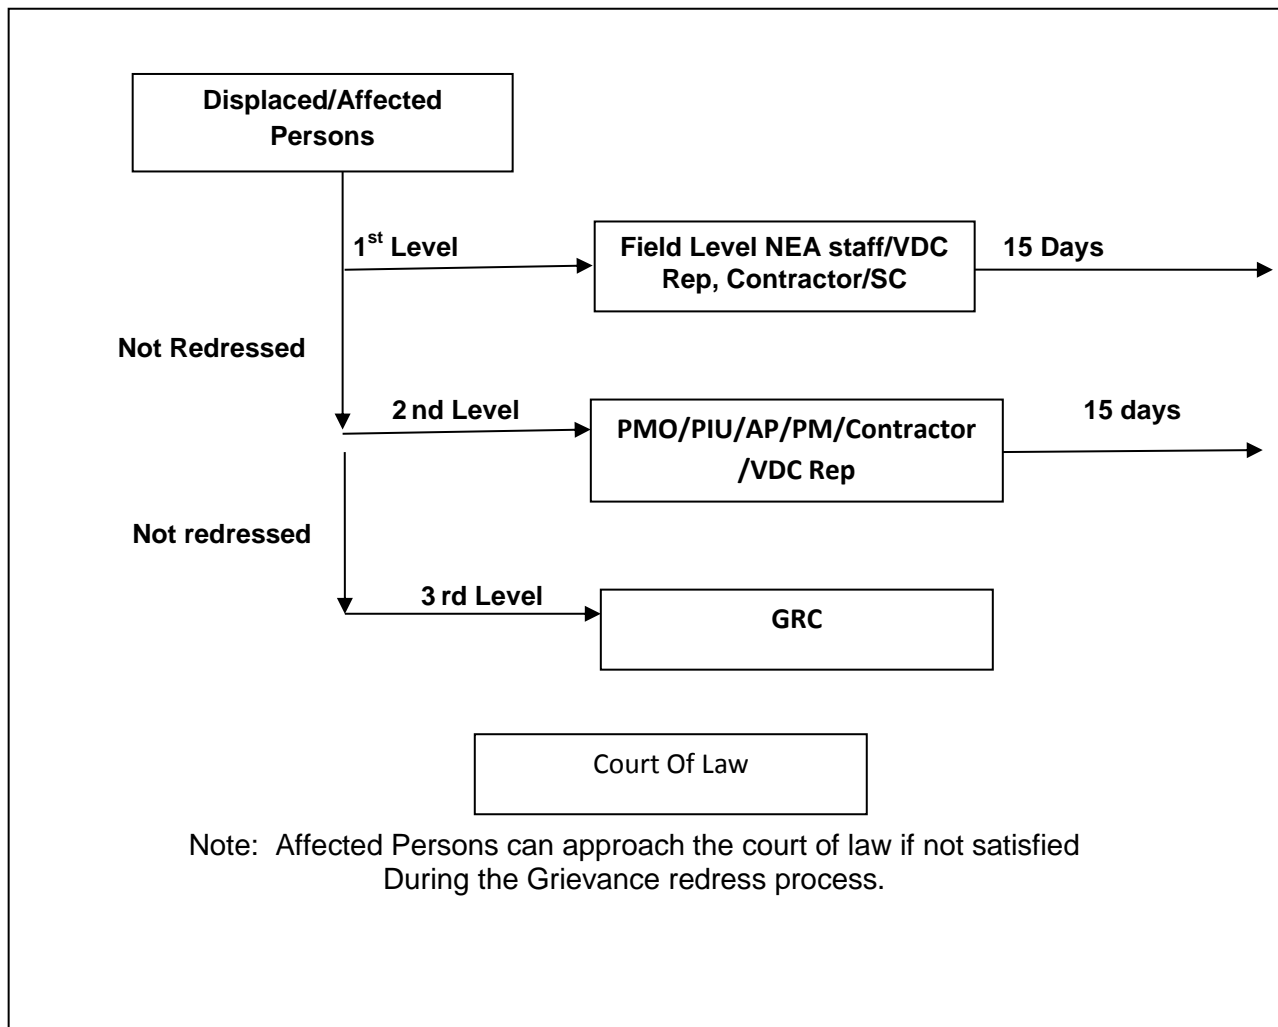 Displaced/Affected
Persons
1st Level
Field Level NEA staff/VDC
Rep, Contractor/SC
15 Days
Not Redressed
2 nd Level
PMO/PIU/AP/PM/Contractor
/VDC Rep
15 days
Not redressed
3 rd Level
GRC
Court Of Law
Note: Affected Persons can approach the court of law if not satisfied
During the Grievance redress process.